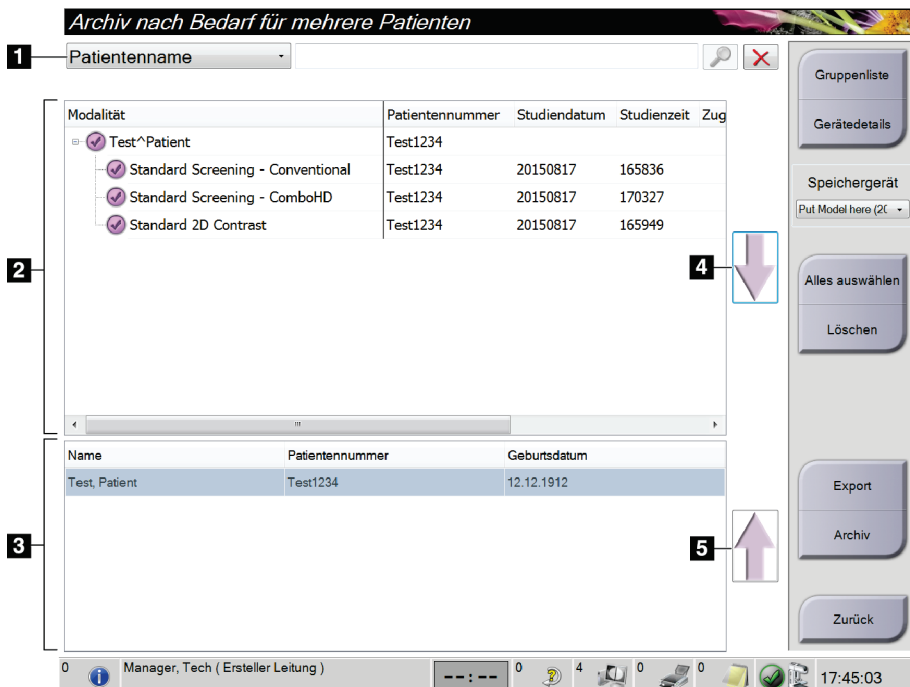 Archiv nach Bedarf für mehrere Patienten
1
Patientenname
Gruppenliste
Gerätedetails
Speichergerät
Put Model here (20
Alles auswählen
Löschen
Export
Archiv
Zurück
2
Modalität Patientennummer Studiendatum Studienzeit Zug
Test^Patient Test1234
Standard Screening - Conventional Test1234 20150817 165836
Standard Screening - ComboHD Test1234 20150817 170327
Standard 2D Contrast Test1234 20150817 165949
4
3
Name Patientennummer Geburtsdatum
Test, Patient Test1234 12.12.1912
5
0 Manager, Tech ( Ersteller Leitung ) --:-- 0 4 0 0 17:45:03